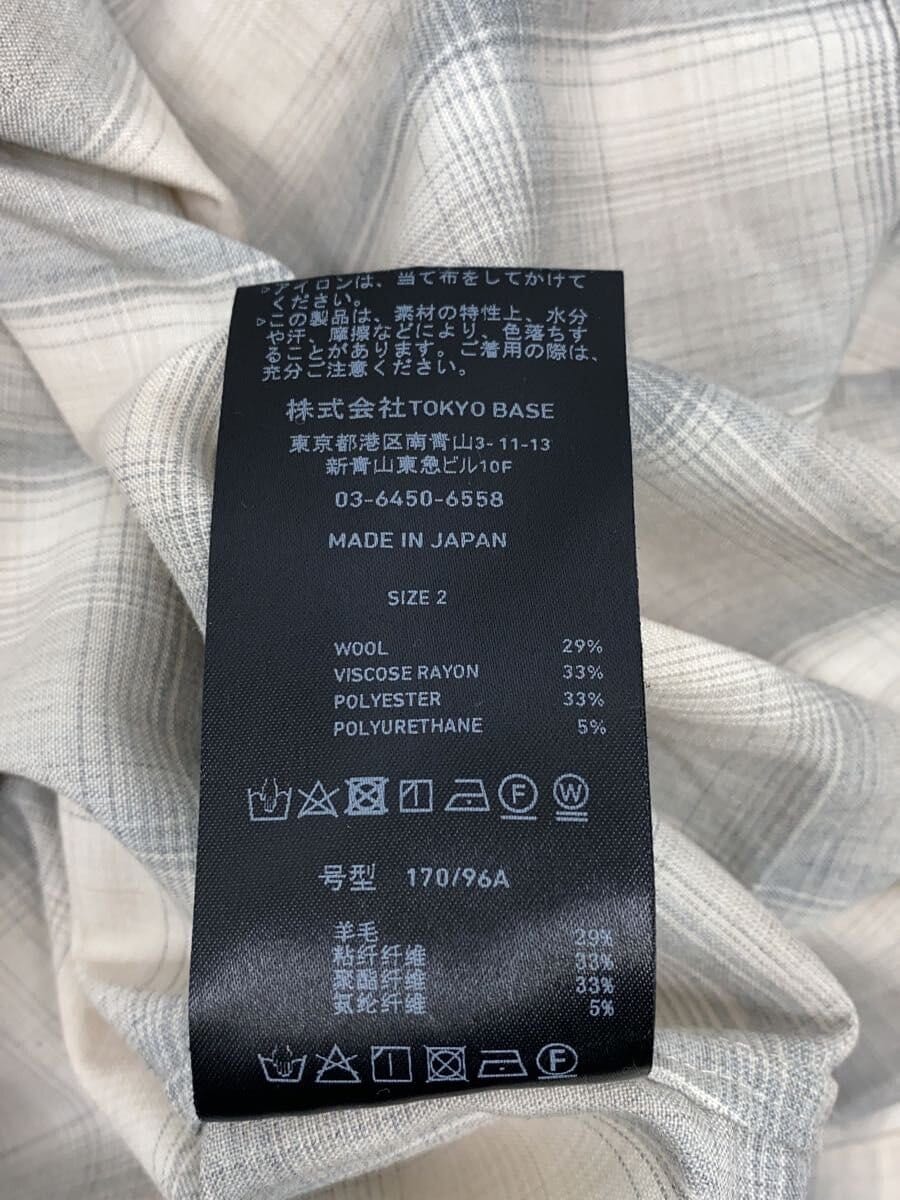 ▹アイロンは、当て布をしてかけて
ください。
▹この製品は、素材の特性上、水分
や汗、摩擦などにより、色落ちす
ることがあります。ご着用の際は、
充分ご注意ください。
株式会社TOKYO BASE
東京都港区南青山3-11-13
新青山東急ビル10F
03-6450-6558
MADE IN JAPAN
SIZE 2
WOOL 29%
VISCOSE RAYON 33%
POLYESTER 33%
POLYURETHANE 5%
F W
号型 170/96A
羊毛 29%
粘纤纤维 33%
聚酯纤维 33%
氨纶纤维 5%
F